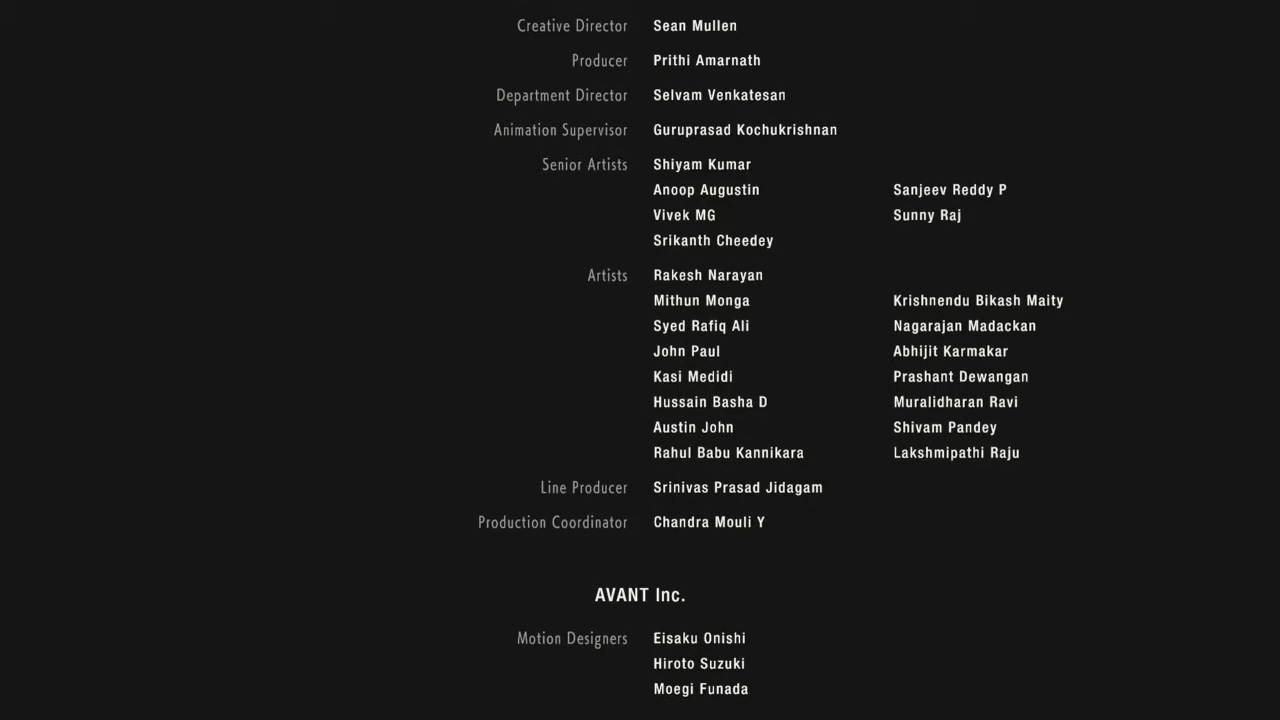 Creative Director Sean Mullen
Producer Prithi Amarnath
Department Director Selvam Venkatesan
Animation Supervisor Guruprasad Kochukrishnan
Senior Artists Shiyam Kumar
Anoop Augustin Sanjeev Reddy P
Vivek MG Sunny Raj
Srikanth Cheedey
Artists Rakesh Narayan
Mithun Monga Krishnendu Bikash Maity
Syed Rafiq Ali Nagarajan Madackan
John Paul Abhijit Karmakar
Kasi Medidi Prashant Dewangan
Hussain Basha D Muralidharan Ravi
Austin John Shivam Pandey
Rahul Babu Kannikara Lakshmipathi Raju
Line Producer Srinivas Prasad Jidagam
Production Coordinator Chandra Mouli Y
AVANT Inc.
Motion Designers Eisaku Onishi
Hiroto Suzuki
Moegi Funada